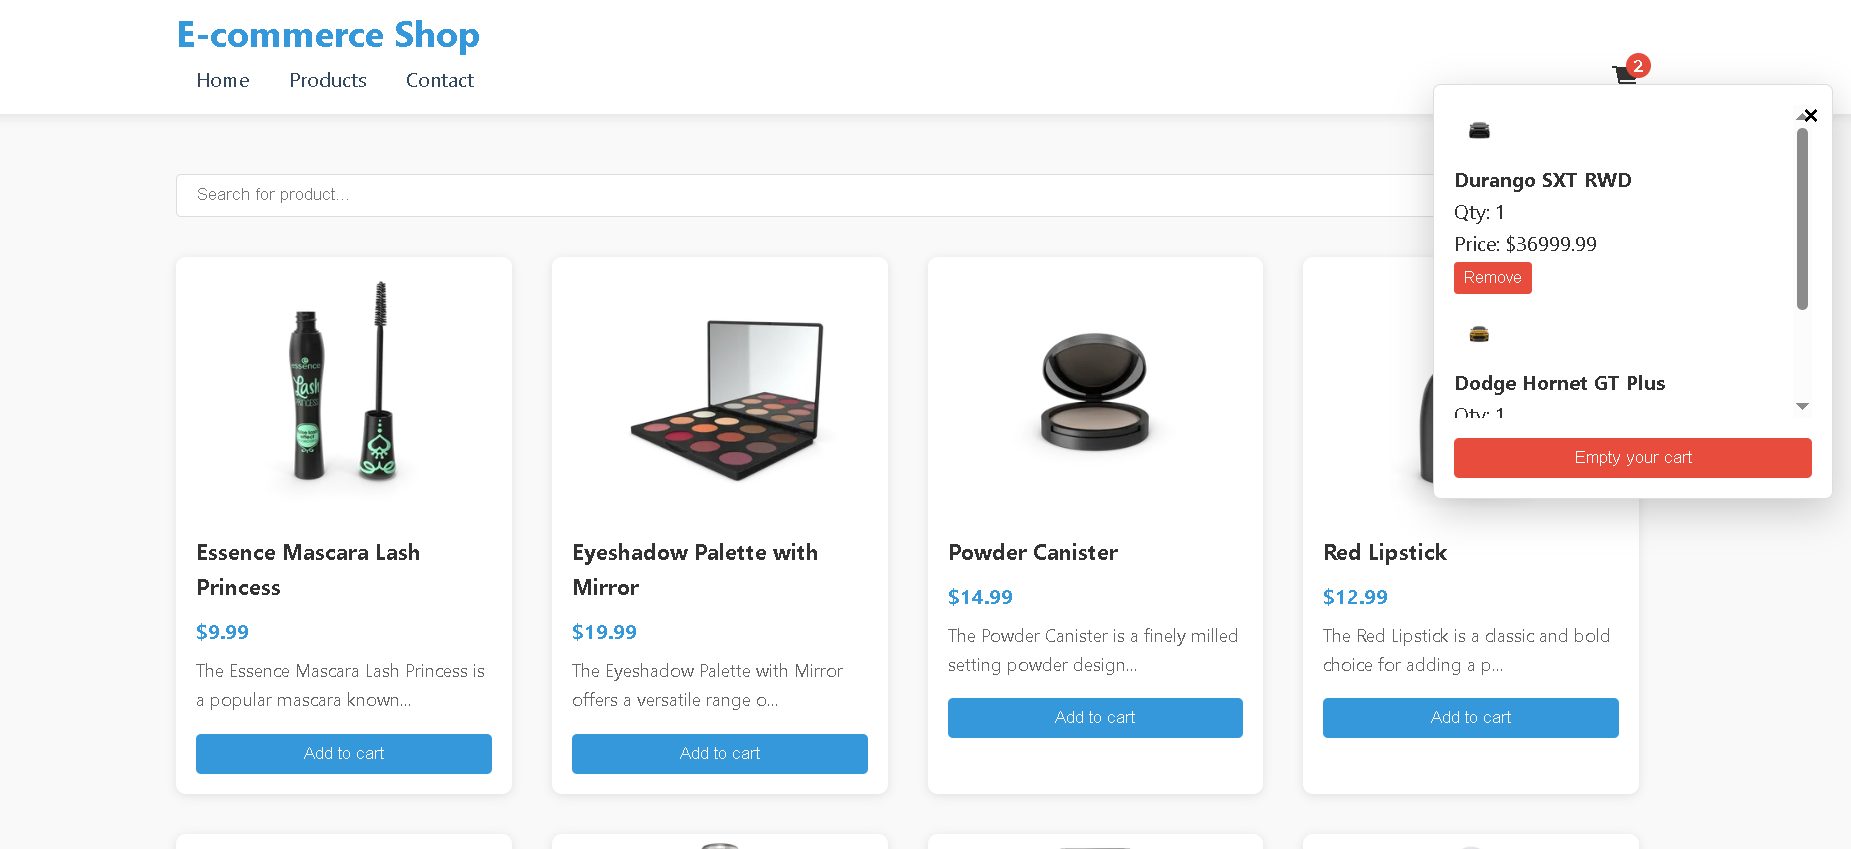 E-commerce Shop
Home
Products
Contact
2
×
Durango SXT RWD
Qty: 1
Price: $36999.99
Remove
Dodge Hornet GT Plus
Qty: 1
Empty your cart
Search for product...
essence
Lash
PRINCESS
Essence Mascara Lash
Princess
$9.99
The Essence Mascara Lash Princess is
a popular mascara known...
Add to cart
Eyeshadow Palette with
Mirror
$19.99
The Eyeshadow Palette with Mirror
offers a versatile range o...
Add to cart
Powder Canister
$14.99
The Powder Canister is a finely milled
setting powder design...
Add to cart
Red Lipstick
$12.99
The Red Lipstick is a classic and bold
choice for adding a p...
Add to cart